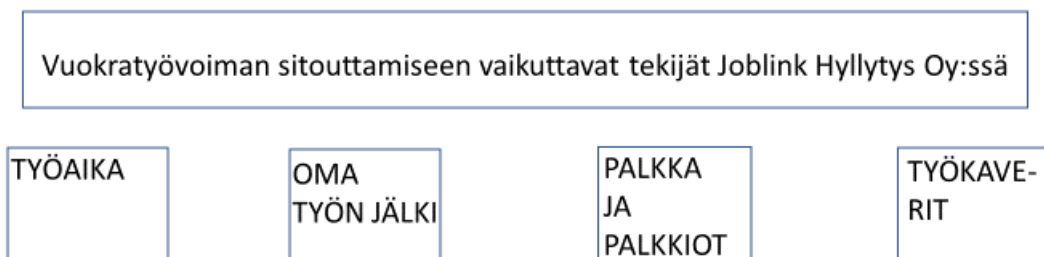 Vuokratyövoiman sitouttamiseen vaikuttavat tekijät Joblink Hyllytys Oy:ssä
TYÖAIKA
OMA
TYÖN JÄLKI
PALKKA
JA
PALKKIOT
TYÖKAVE-
RIT